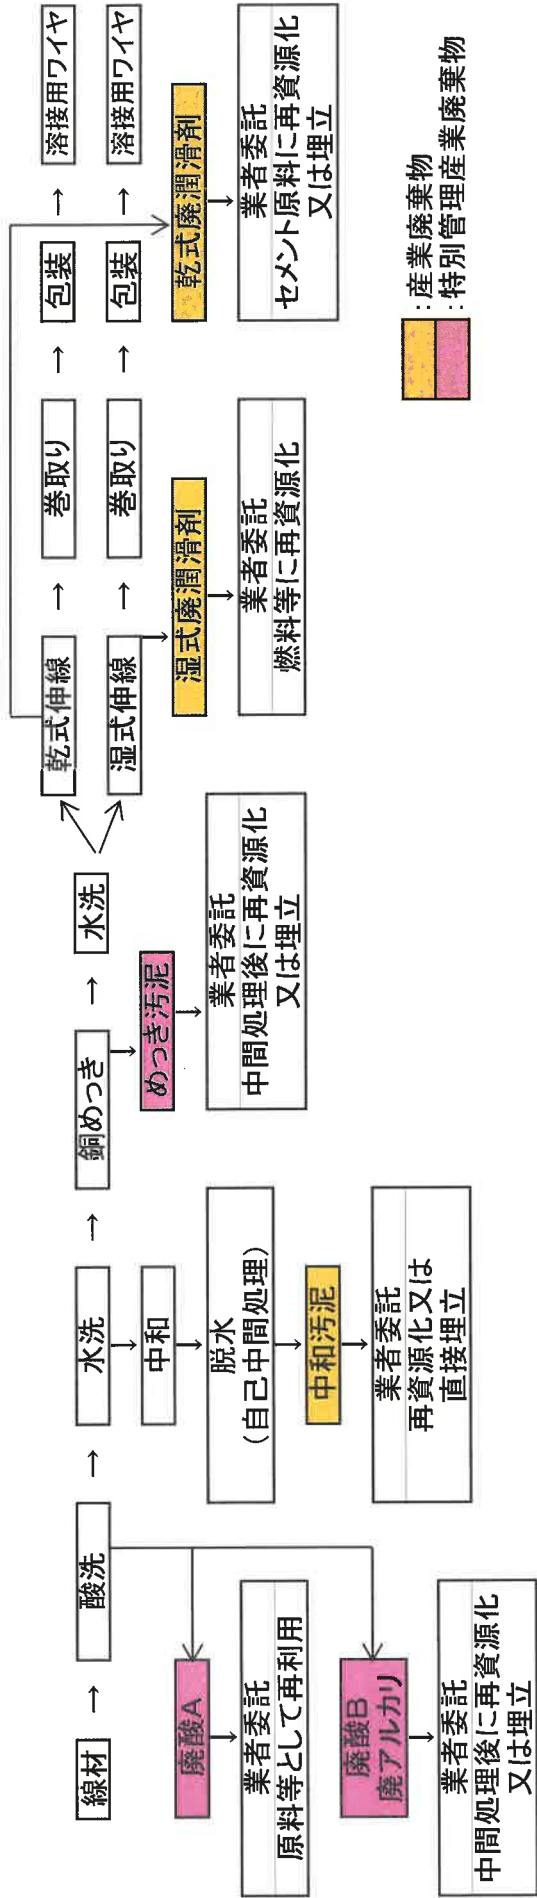 線材 → 酸洗 → 水洗 → 銅めっき → 水洗
乾式伸線 → 巻取り → 包装 → 溶接用ワイヤ
湿式伸線 → 巻取り → 包装 → 溶接用ワイヤ
廃酸A
業者委託
原料等として再利用
廃酸B
廃アルカリ
業者委託
中間処理後に再資源化
又は埋立
中和
脱水
(自己中間処理)
中和汚泥
業者委託
再資源化又は
直接埋立
めっき汚泥
業者委託
中間処理後に再資源化
又は埋立
湿式廃潤滑剤
業者委託
燃料等に再資源化
乾式廃潤滑剤
業者委託
セメント原料に再資源化
又は埋立
:産業廃棄物
:特別管理産業廃棄物